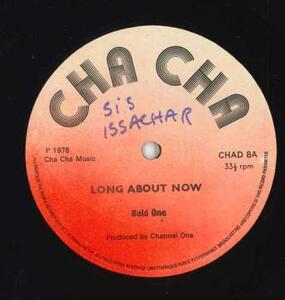 CHA CHA
SiS
ISSACHAR
P 1978
Cha Cha Music
CHAD 8A
33⅓ rpm
LONG ABOUT NOW
Bald One
Produced by Channel One